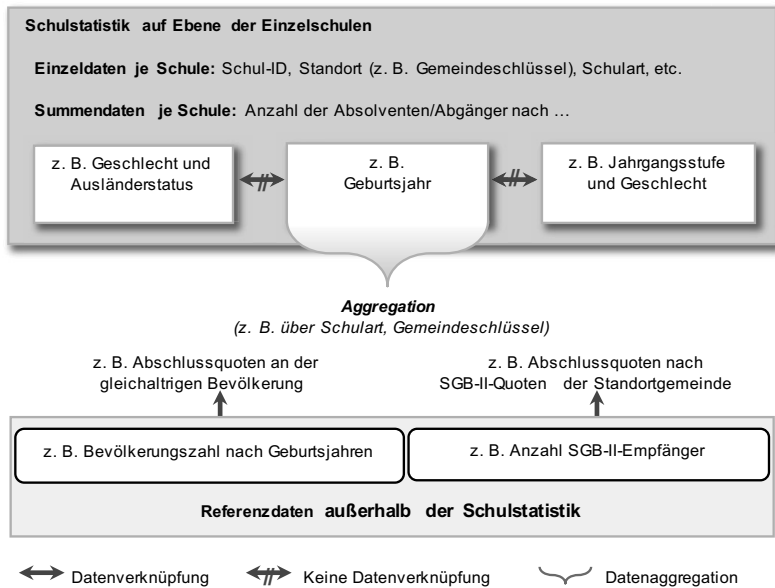 Schulstatistik auf Ebene der Einzelschulen
Einzeldaten je Schule: Schul-ID, Standort (z. B. Gemeindeschlüssel), Schulart, etc.
Summendaten je Schule: Anzahl der Absolventen/Abgänger nach …
z. B. Geschlecht und
Ausländerstatus
z. B.
Geburtsjahr
z. B. Jahrgangsstufe
und Geschlecht
Aggregation
(z. B. über Schulart, Gemeindeschlüssel)
z. B. Abschlussquoten an der
gleichaltrigen Bevölkerung
z. B. Abschlussquoten nach
SGB-II-Quoten der Standortgemeinde
z. B. Bevölkerungszahl nach Geburtsjahren
z. B. Anzahl SGB-II-Empfänger
Referenzdaten außerhalb der Schulstatistik
Datenverknüpfung
Keine Datenverknüpfung
Datenaggregation